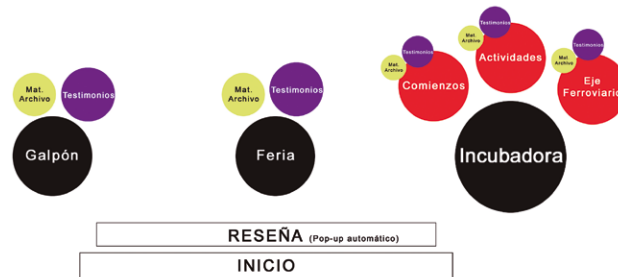 Mat.
Archivo
Testimonios
Galpón
Mat.
Archivo
Testimonios
Feria
Testimonios
Mat.
Archivo
Comienzos
Testimonios
Mat.
Archivo
Actividades
Testimonios
Mat.
Archivo
Eje
Ferroviario
Incubadora
RESEÑA (Pop-up automático)
INICIO